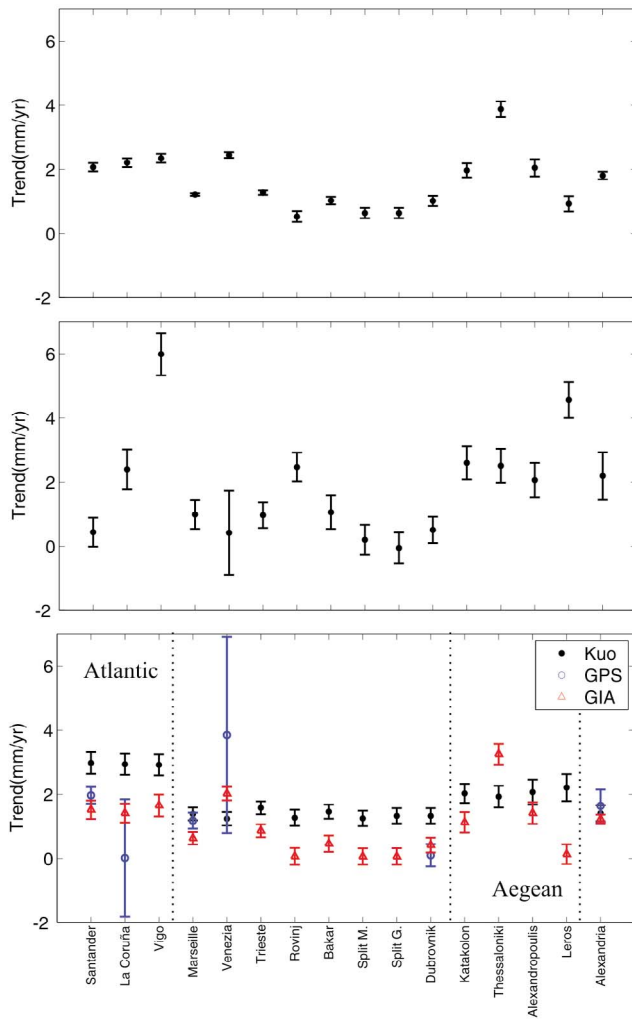 6
4
2
0
-2
Trend(mm/yr)
6
4
2
0
-2
Trend(mm/yr)
6
4
2
0
-2
Trend(mm/yr)
Atlantic
Kuo
GPS
GIA
Aegean
Santander
La Coruña
Vigo
Marseille
Venezia
Trieste
Rovinj
Bakar
Split M.
Split G.
Dubrovnik
Katakolon
Thessaloniki
Alexandropoulis
Leros
Alexandria